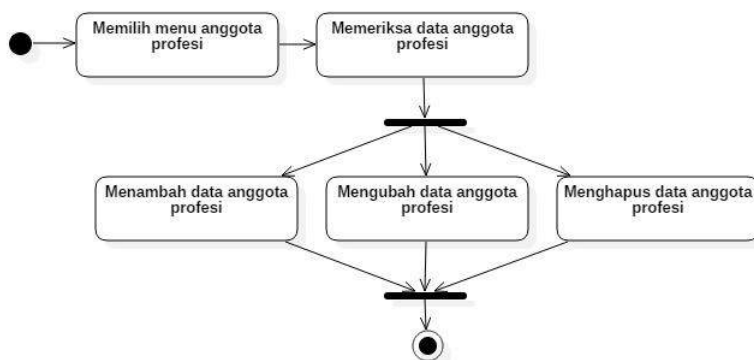 Memilih menu anggota
profesi
Memeriksa data anggota
profesi
Menambah data anggota
profesi
Mengubah data anggota
profesi
Menghapus data anggota
profesi